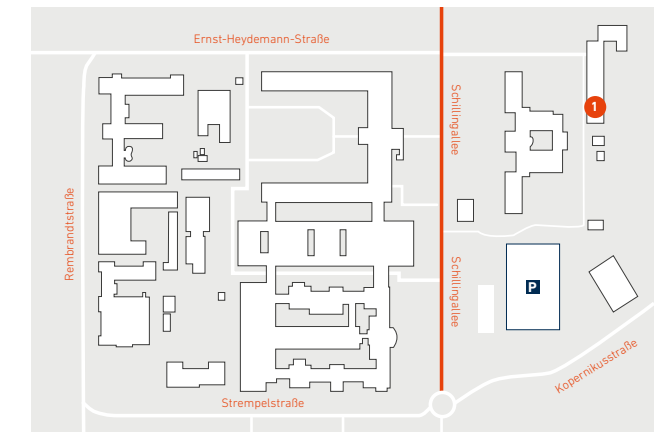 Ernst-Heydemann-Straße
Schillingallee
1
Rembrandtstraße
Schillingallee
P
Kopernikusstraße
Strempelstraße